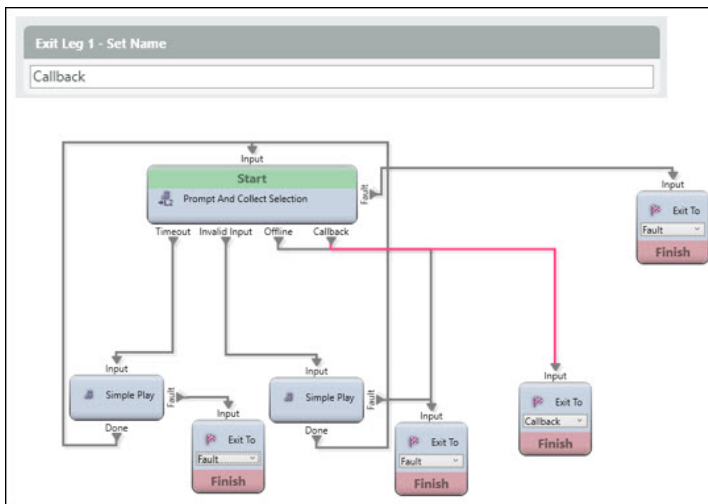 Exit Leg 1 - Set Name
Callback
Input
Input
Start
Prompt And Collect Selection
Fault
Exit To
Fault
Finish
Timeout
Invalid Input
Offline
Callback
Input
Simple Play
Fault
Done
Input
Simple Play
Fault
Done
Input
Exit To
Callback
Finish
Input
Exit To
Fault
Finish
Input
Exit To
Fault
Finish